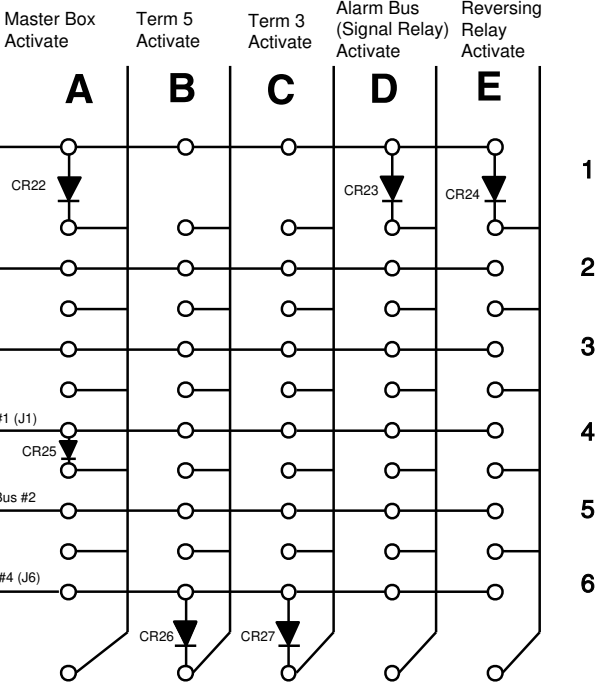 Master Box
Activate
Term 5
Activate
Term 3
Activate
Alarm Bus
(Signal Relay)
Activate
Reversing
Relay
Activate
A
B
C
D
E
CR22
CR23
CR24
1
2
3
#1 (J1)
4
CR25
Bus #2
5
#4 (J6)
6
CR26
CR27